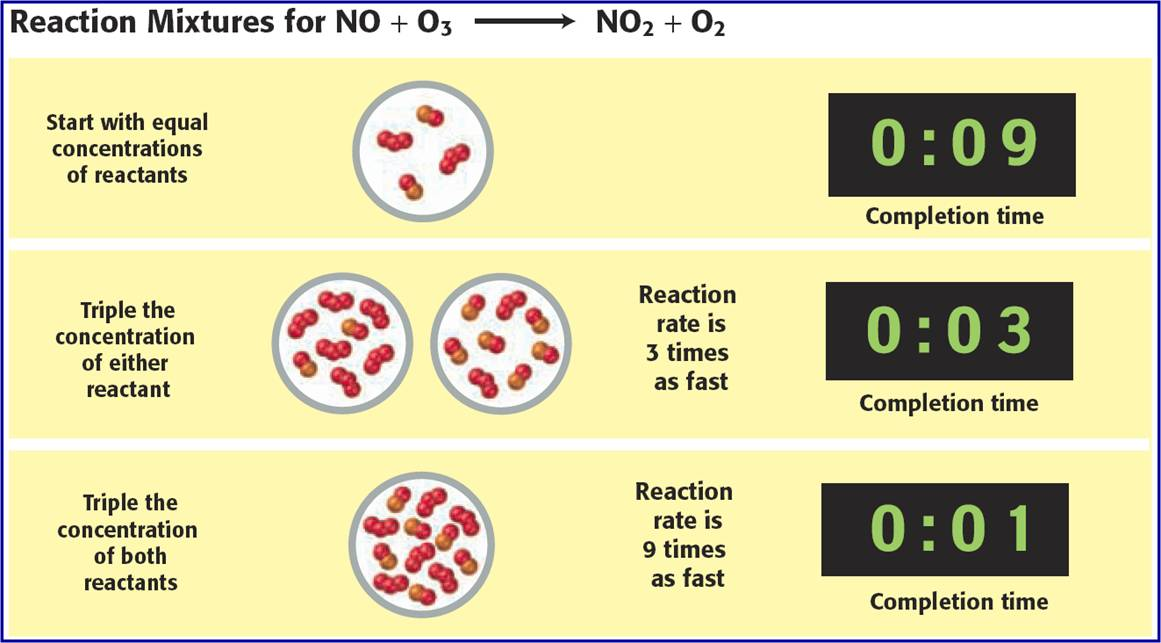 Reaction Mixtures for NO + O₃ ⟶ NO₂ + O₂
Start with equal
concentrations
of reactants
0:09
Completion time
Triple the
concentration
of either
reactant
Reaction
rate is
3 times
as fast
0:03
Completion time
Triple the
concentration
of both
reactants
Reaction
rate is
9 times
as fast
0:01
Completion time